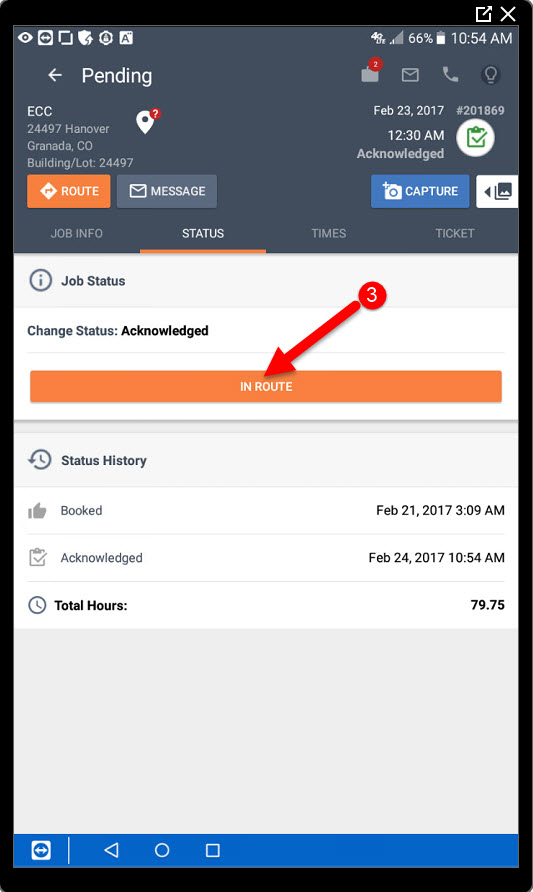 66% 10:54 AM
Pending
2
ECC
24497 Hanover
Granada, CO
Building/Lot: 24497
?
Feb 23, 2017 #201869
12:30 AM
Acknowledged
ROUTE
MESSAGE
CAPTURE
JOB INFO
STATUS
TIMES
TICKET
Job Status
3
Change Status: Acknowledged
IN ROUTE
Status History
Booked Feb 21, 2017 3:09 AM
Acknowledged Feb 24, 2017 10:54 AM
Total Hours: 79.75